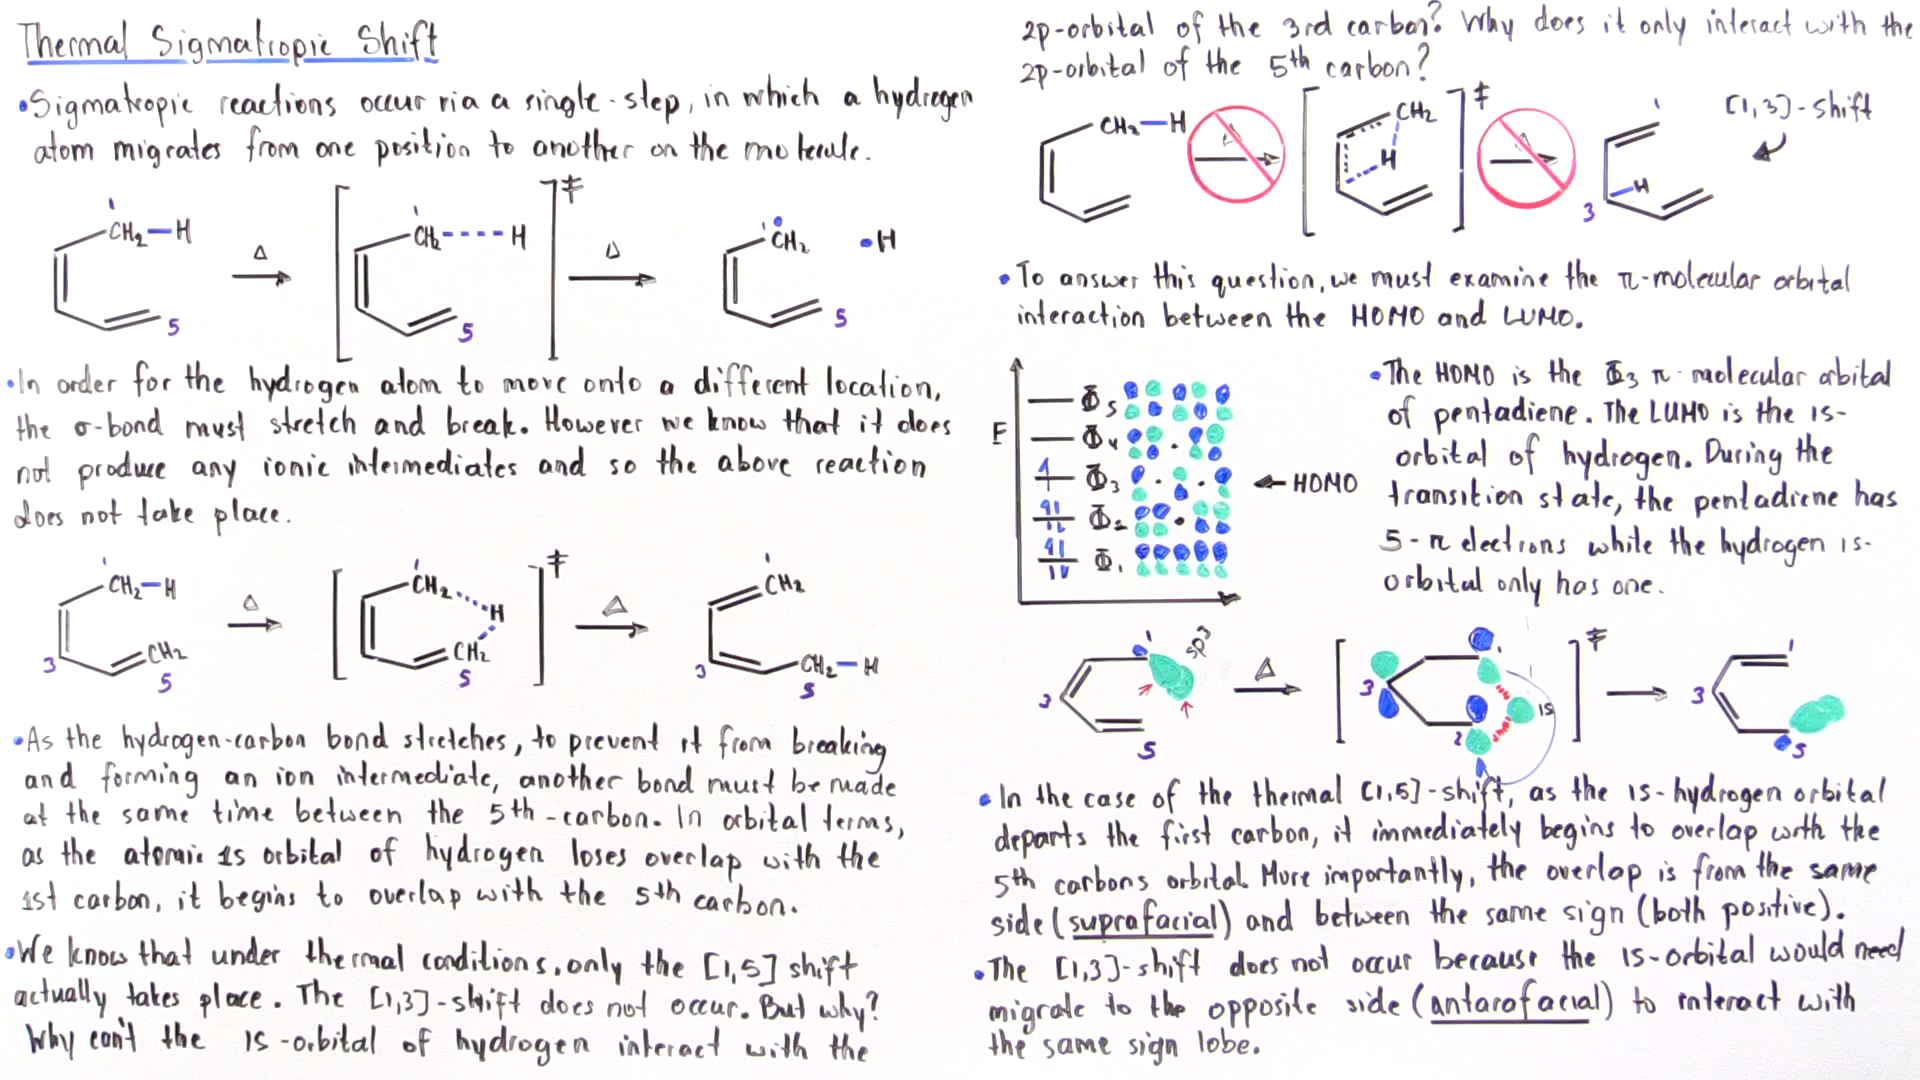 Thermal Sigmatropic Shift
•Sigmatropic reactions occur via a single-step, in which a hydrogen
atom migrates from one position to another on the molecule.
1
CH2—H
5
Δ
1
CH2----H
5
‡
Δ
1
CH2
•H
5
•In order for the hydrogen atom to move onto a different location,
the σ-bond must stretch and break. However we know that it does
not produce any ionic intermediates and so the above reaction
does not take place.
1
CH2—H
3
CH2
5
Δ
1
CH2
H
CH2
5
‡
Δ
1
CH2
3
CH2—H
5
•As the hydrogen-carbon bond stretches, to prevent it from breaking
and forming an ion intermediate, another bond must be made
at the same time between the 5th-carbon. In orbital terms,
as the atomic 1s orbital of hydrogen loses overlap with the
1st carbon, it begins to overlap with the 5th carbon.
•We know that under thermal conditions, only the [1,5] shift
actually takes place. The [1,3]-shift does not occur. But why?
Why can't the 1S-orbital of hydrogen interact with the
2p-orbital of the 3rd carbon? Why does it only interact with the
2p-orbital of the 5th carbon?
CH2—H
Δ
CH2
H
‡
Δ
1
H
3
[1,3]-shift
•To answer this question, we must examine the π-molecular orbital
interaction between the HOMO and LUMO.
E
Φ5
Φ4
Φ3
Φ2
Φ1
←HOMO
•The HOMO is the Φ3 π-molecular orbital
of pentadiene. The LUMO is the 1s-
orbital of hydrogen. During the
transition state, the pentadiene has
5-π electrons while the hydrogen 1s-
orbital only has one.
1
sp3
3
5
Δ
1
3
1S
2
‡
1
3
5
•In the case of the thermal [1,5]-shift, as the 1s-hydrogen orbital
departs the first carbon, it immediately begins to overlap with the
5th carbons orbital. More importantly, the overlap is from the same
side (suprafacial) and between the same sign (both positive).
•The [1,3]-shift does not occur because the 1S-orbital would need
migrate to the opposite side (antarofacial) to interact with
the same sign lobe.